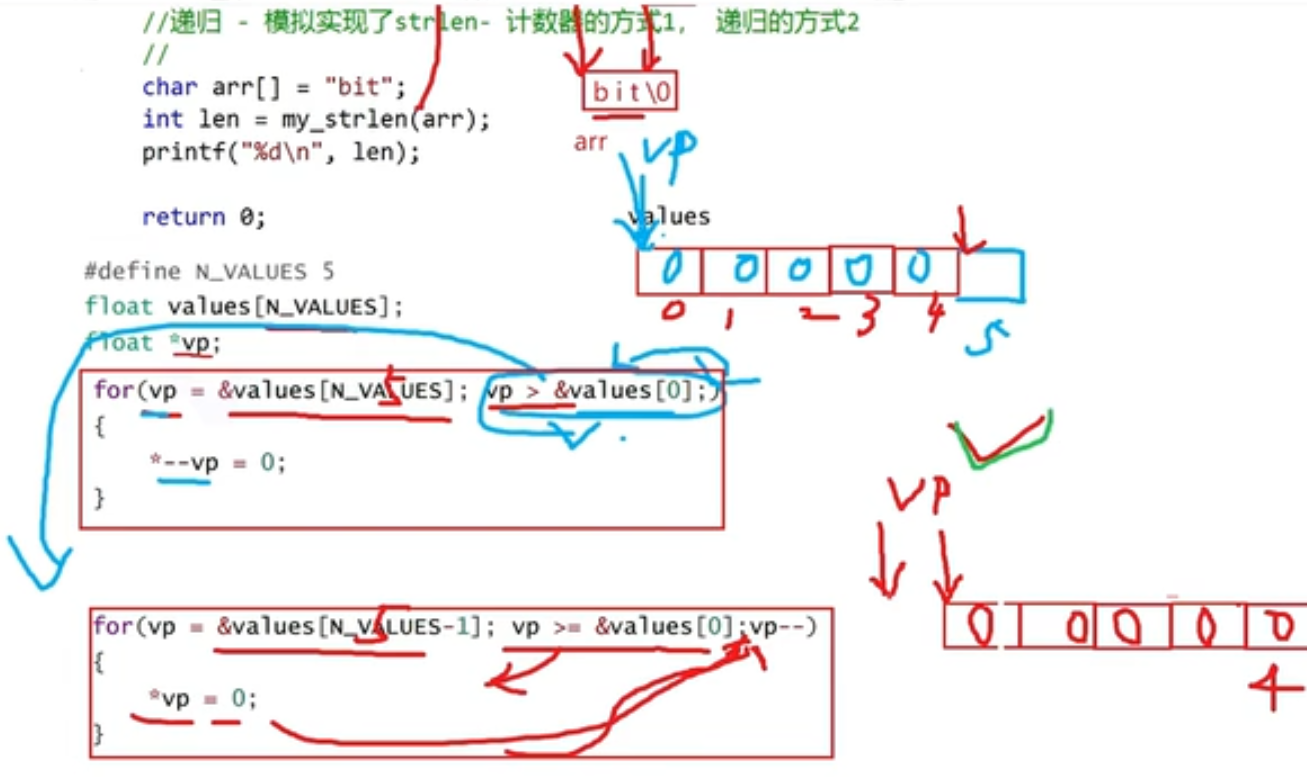 //递归 - 模拟实现了strlen- 计数器的方式1, 递归的方式2
//
char arr[] = "bit";
int len = my_strlen(arr);
printf("%d\n", len);
return 0;
bit\0
arr
vp
values
0 0 0 0 0
0 1 2 3 4 5
#define N_VALUES 5
float values[N_VALUES];
float *vp;
5
for(vp = &values[N_VALUES]; vp > &values[0];)
{
*--vp = 0;
}
VP
0 0 0 0 0
4
5
for(vp = &values[N_VALUES-1]; vp >= &values[0];vp--)
{
*vp = 0;
}